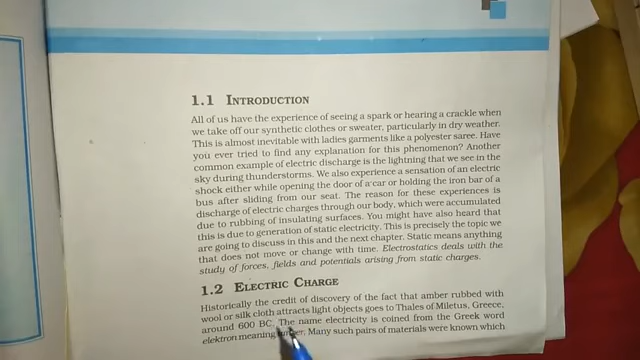 1.1 INTRODUCTION
All of us have the experience of seeing a spark or hearing a crackle when
we take off our synthetic clothes or sweater, particularly in dry weather.
This is almost inevitable with ladies garments like a polyester saree. Have
you ever tried to find any explanation for this phenomenon? Another
common example of electric discharge is the lightning that we see in the
sky during thunderstorms. We also experience a sensation of an electric
shock either while opening the door of a car or holding the iron bar of a
bus after sliding from our seat. The reason for these experiences is
discharge of electric charges through our body, which were accumulated
due to rubbing of insulating surfaces. You might have also heard that
this is due to generation of static electricity. This is precisely the topic we
are going to discuss in this and the next chapter. Static means anything
that does not move or change with time. Electrostatics deals with the
study of forces, fields and potentials arising from static charges.
1.2 ELECTRIC CHARGE
Historically the credit of discovery of the fact that amber rubbed with
wool or silk cloth attracts light objects goes to Thales of Miletus, Greece,
around 600 BC. The name electricity is coined from the Greek word
elektron meaning Many such pairs of materials were known which